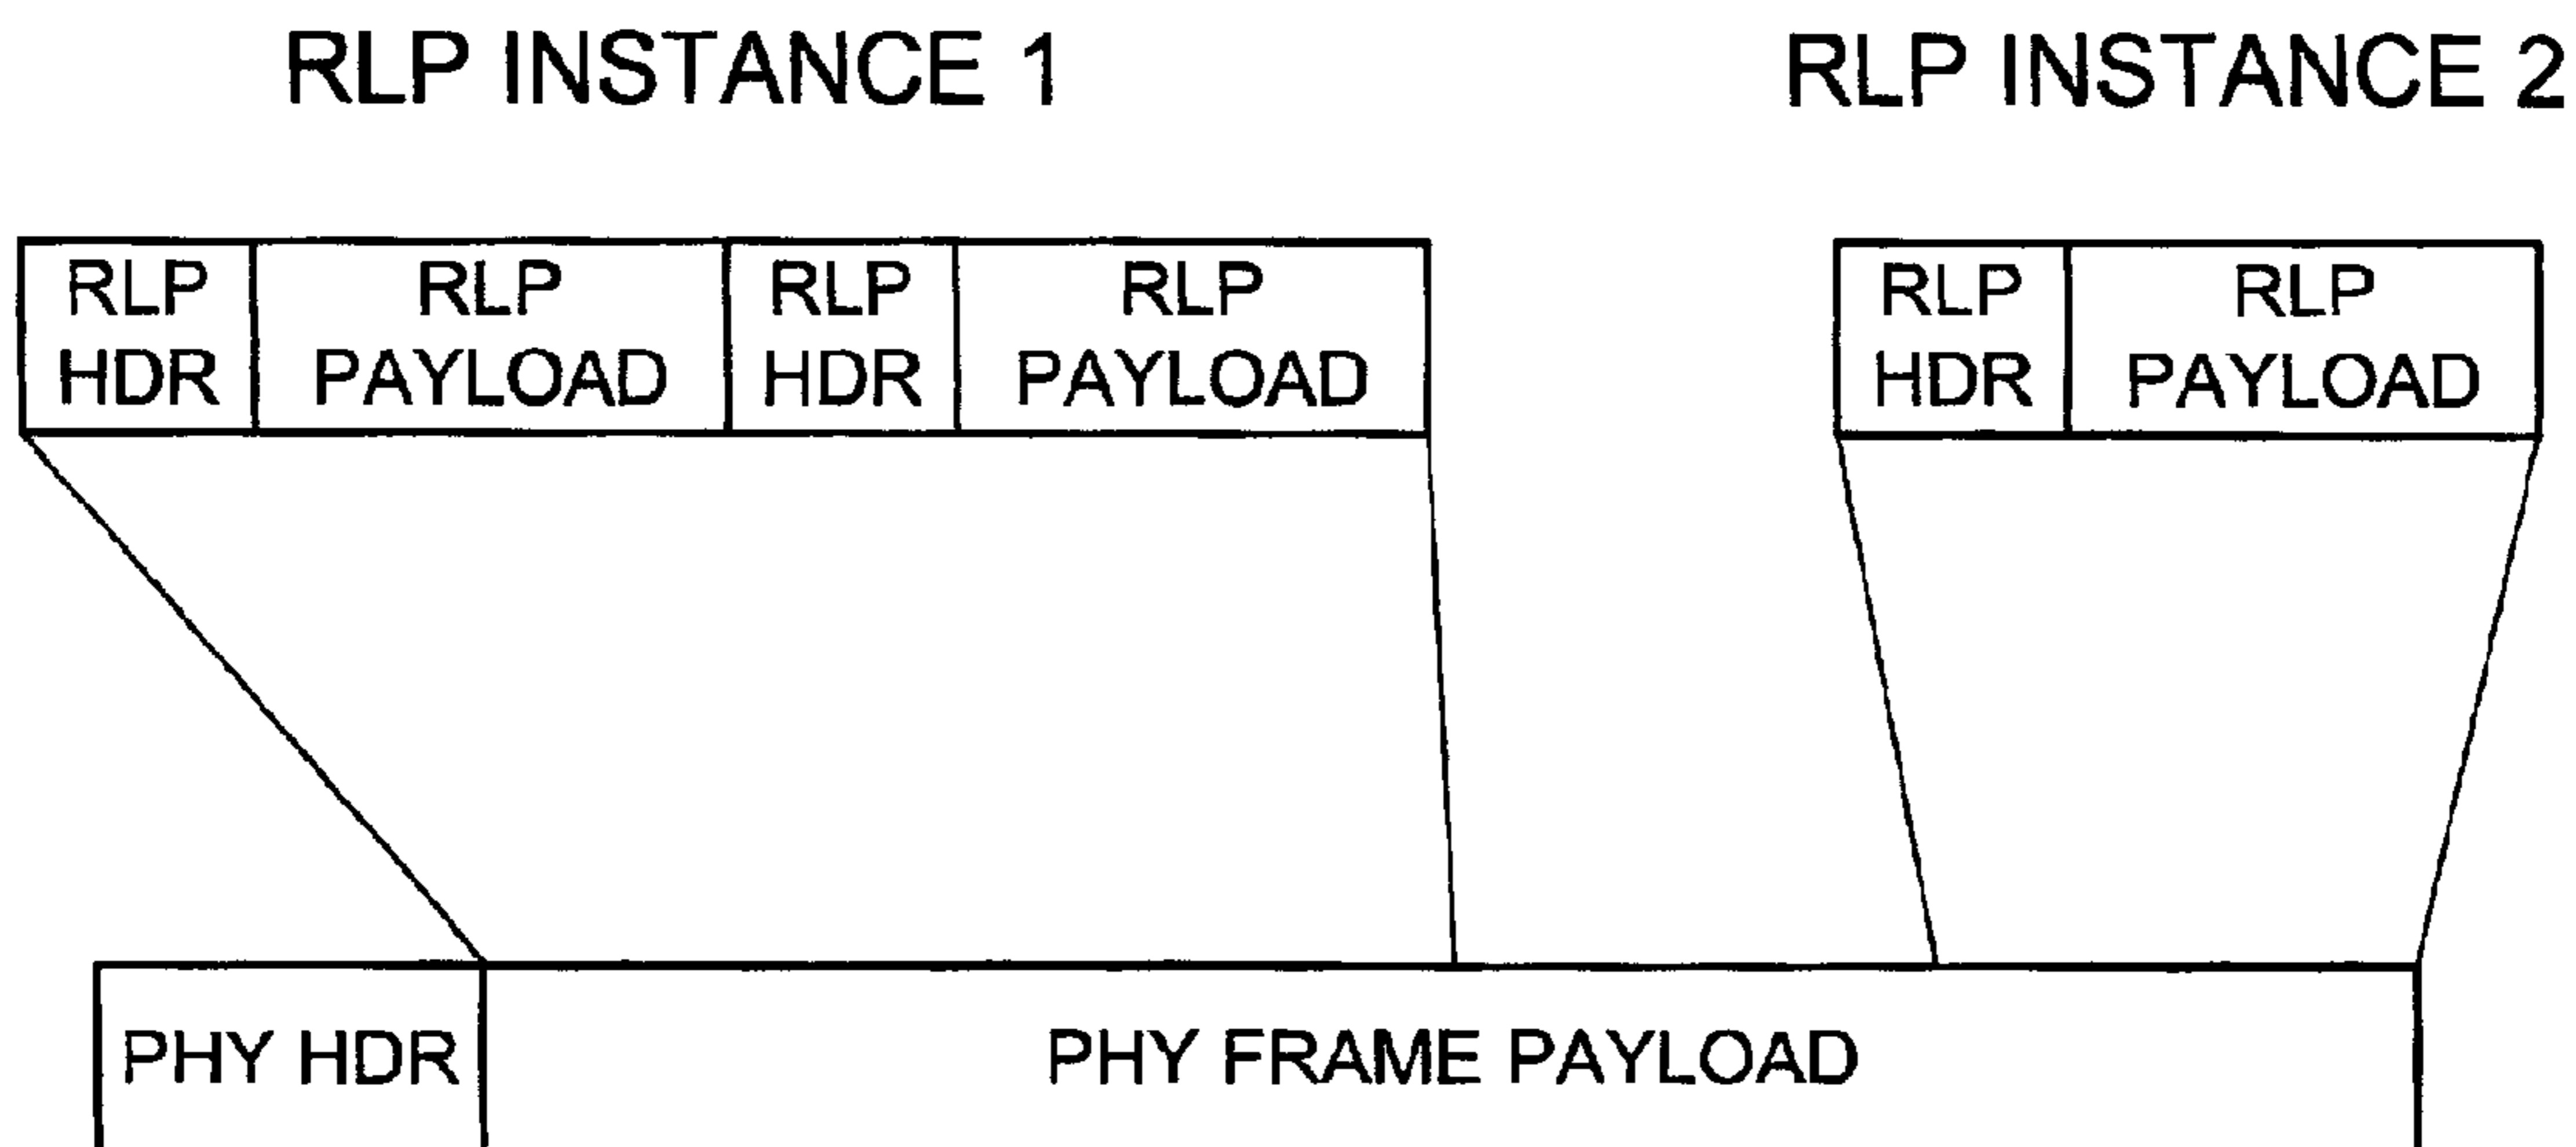 RLP INSTANCE 1
RLP INSTANCE 2
RLP
HDR
RLP
PAYLOAD
RLP
HDR
RLP
PAYLOAD
RLP
HDR
RLP
PAYLOAD
PHY HDR
PHY FRAME PAYLOAD